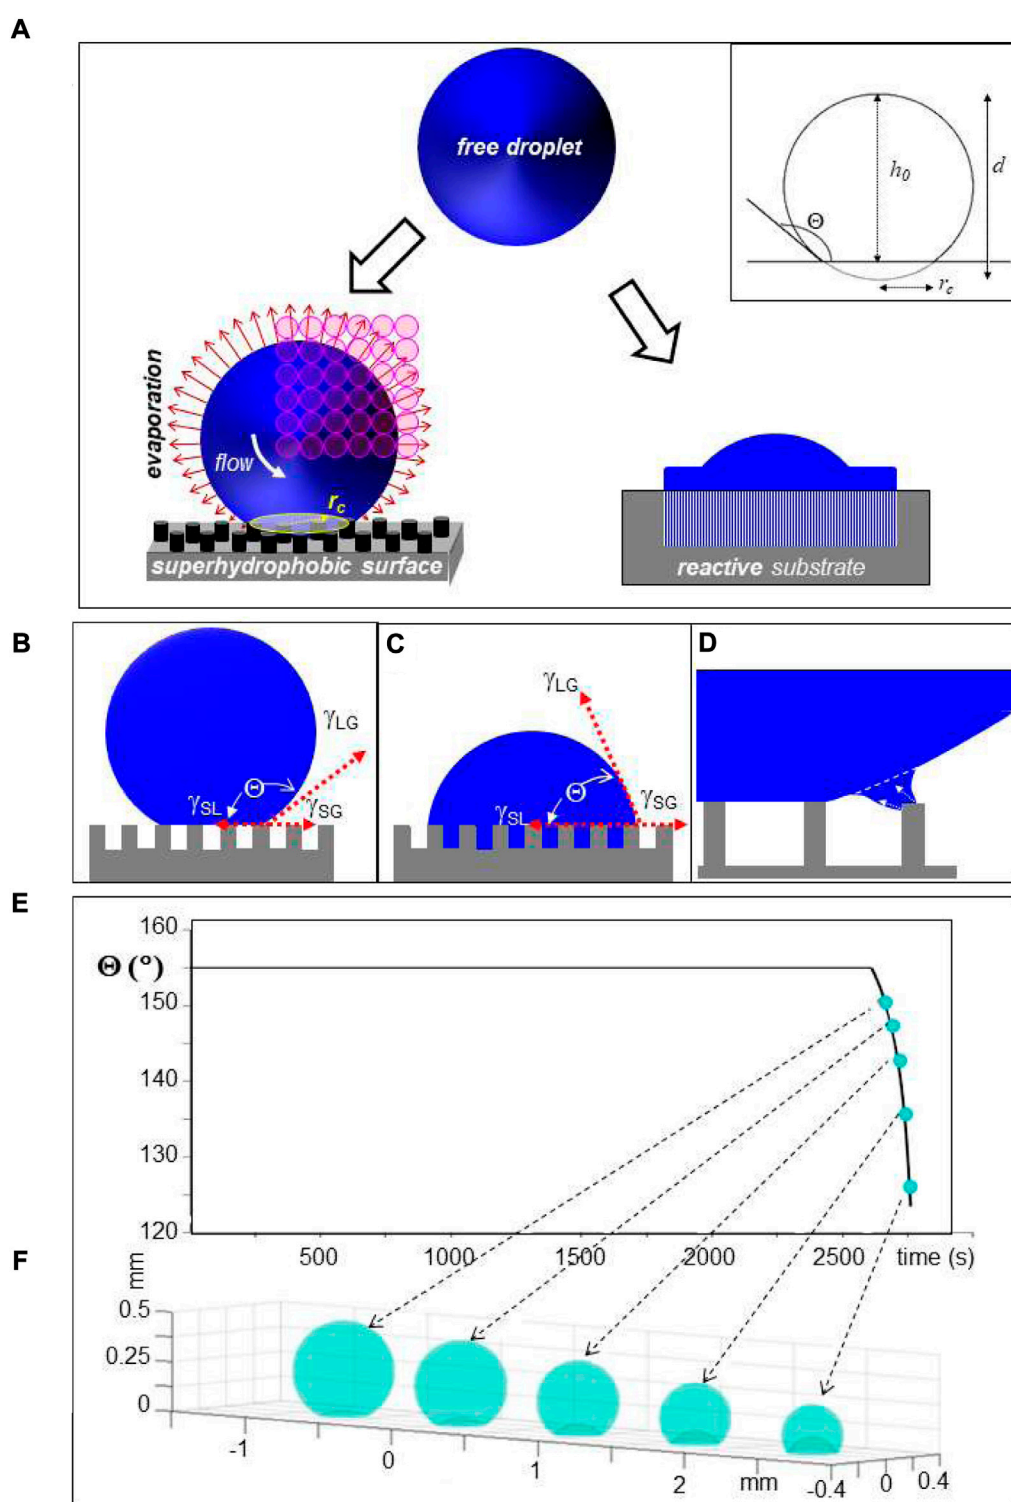 A
free droplet
h0
d
Θ
rc
evaporation
flow
rc
superhydrophobic surface
reactive substrate
B
γLG
Θ
γSL
γSG
C
γLG
Θ
γSL
γSG
D
E
160
Θ (°)
150
140
130
120
500 1000 1500 2000 2500 time (s)
F
mm
0.5
0.25
0
-1 0 1 2 mm -0.4 0 0.4